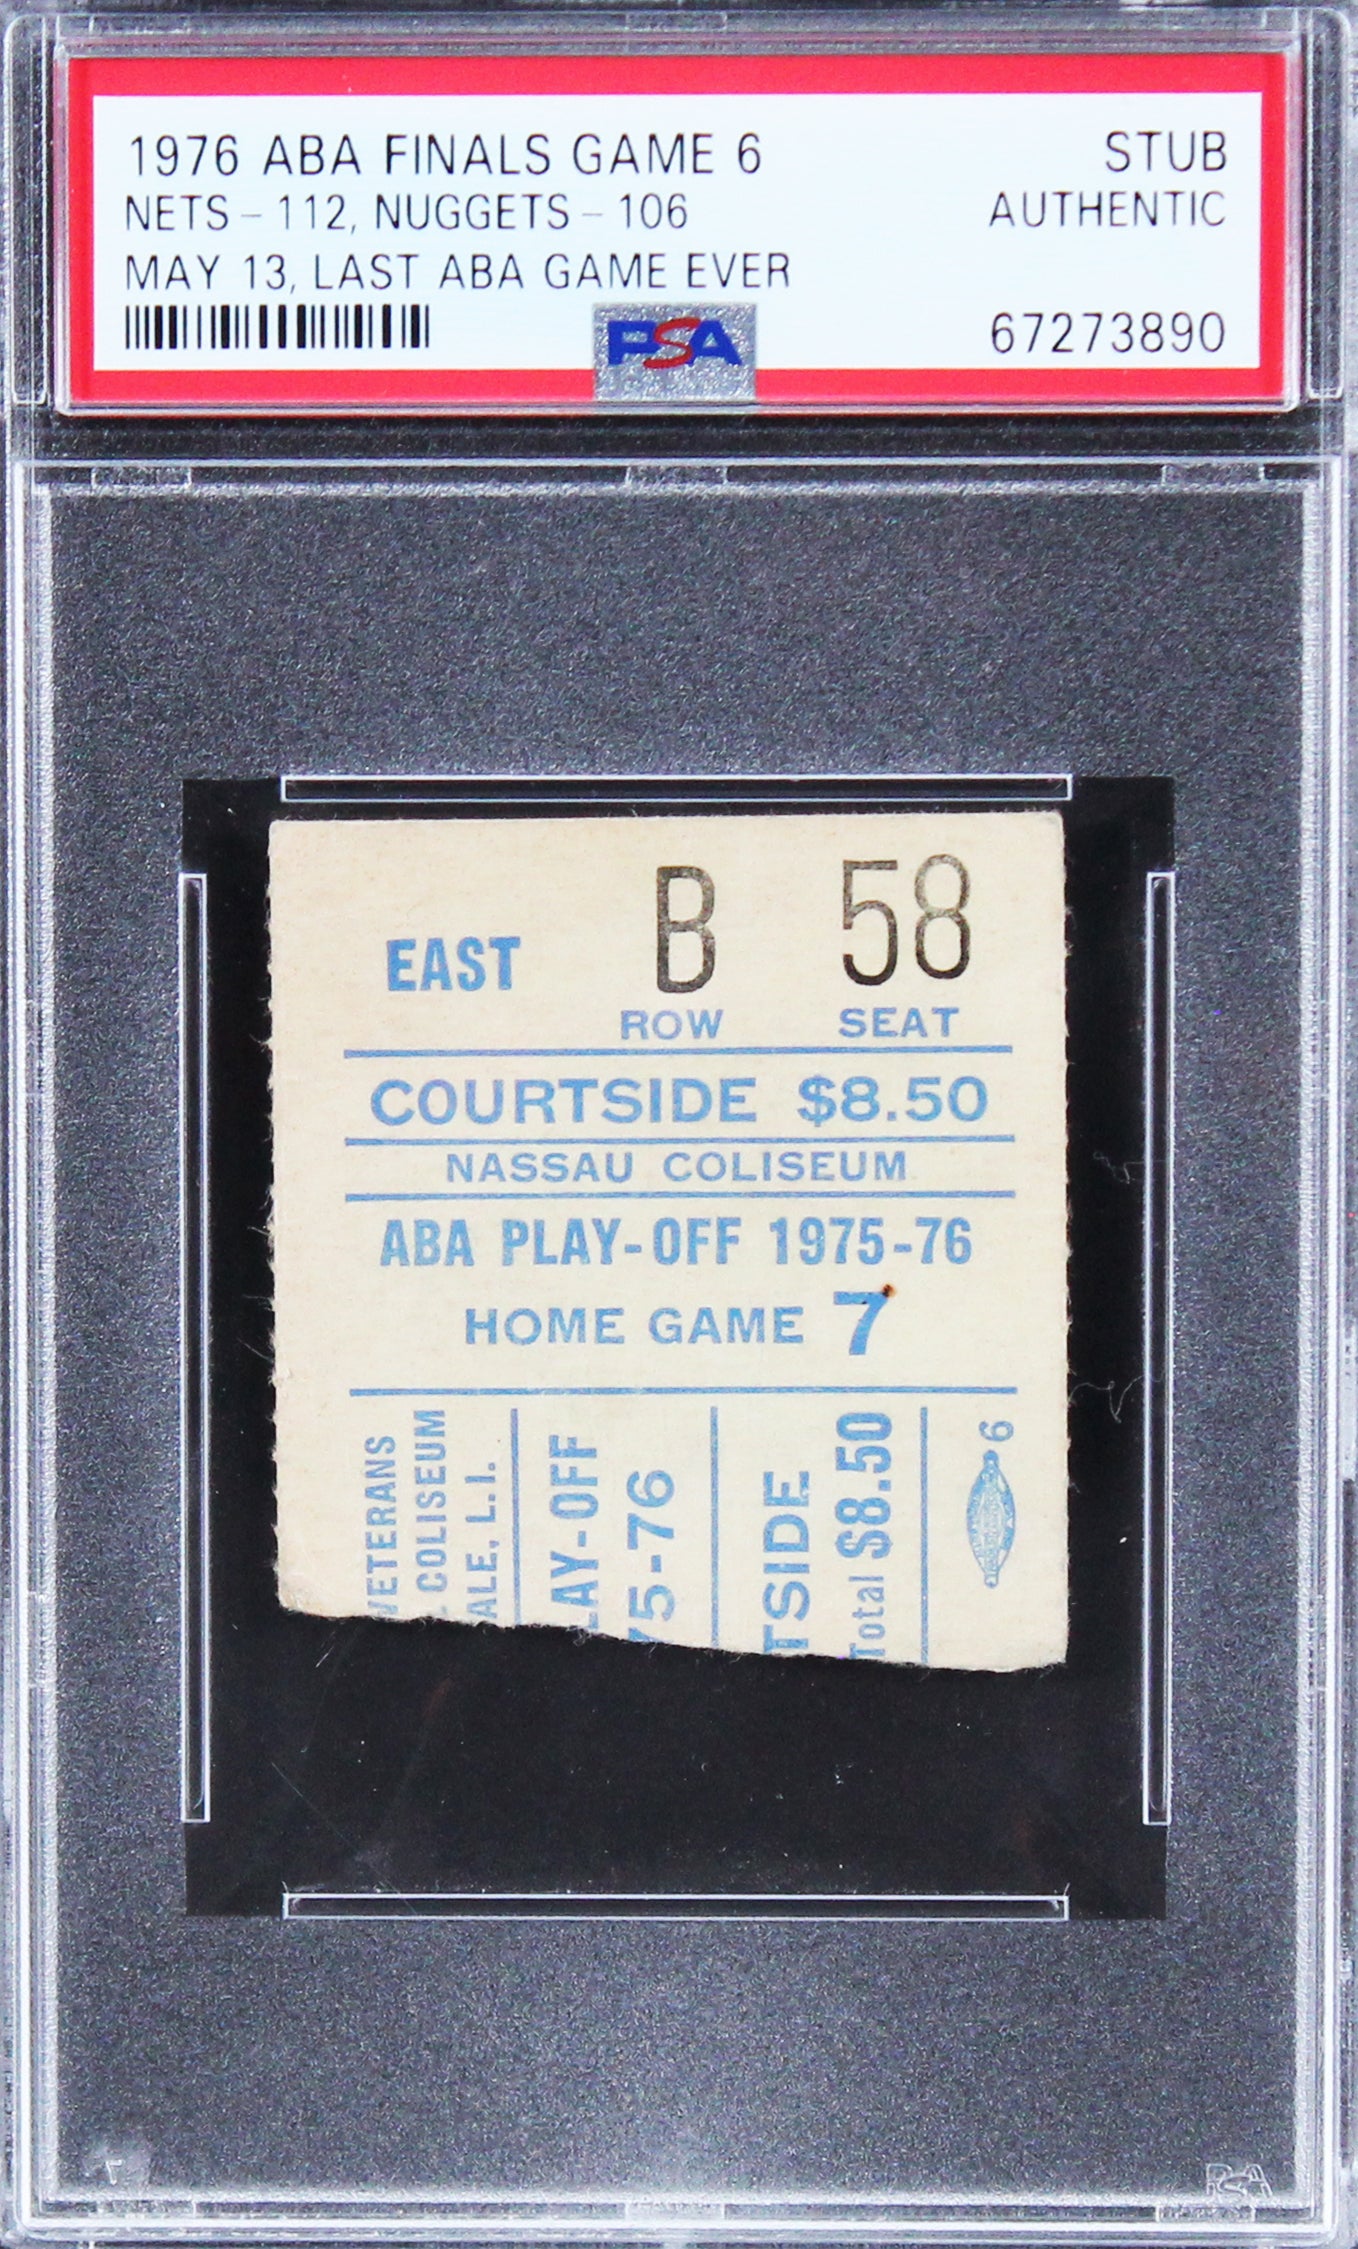 1976 ABA FINALS GAME 6 STUB
NETS - 112, NUGGETS - 106 AUTHENTIC
MAY 13, LAST ABA GAME EVER
PSA 67273890
EAST B 58
ROW SEAT
COURTSIDE $8.50
NASSAU COLISEUM
ABA PLAY-OFF 1975-76
HOME GAME 7
VETERANS
COLISEUM
ALE, L.I.
LAY-OFF
75-76
TSIDE
Total $8.50
6
PSA